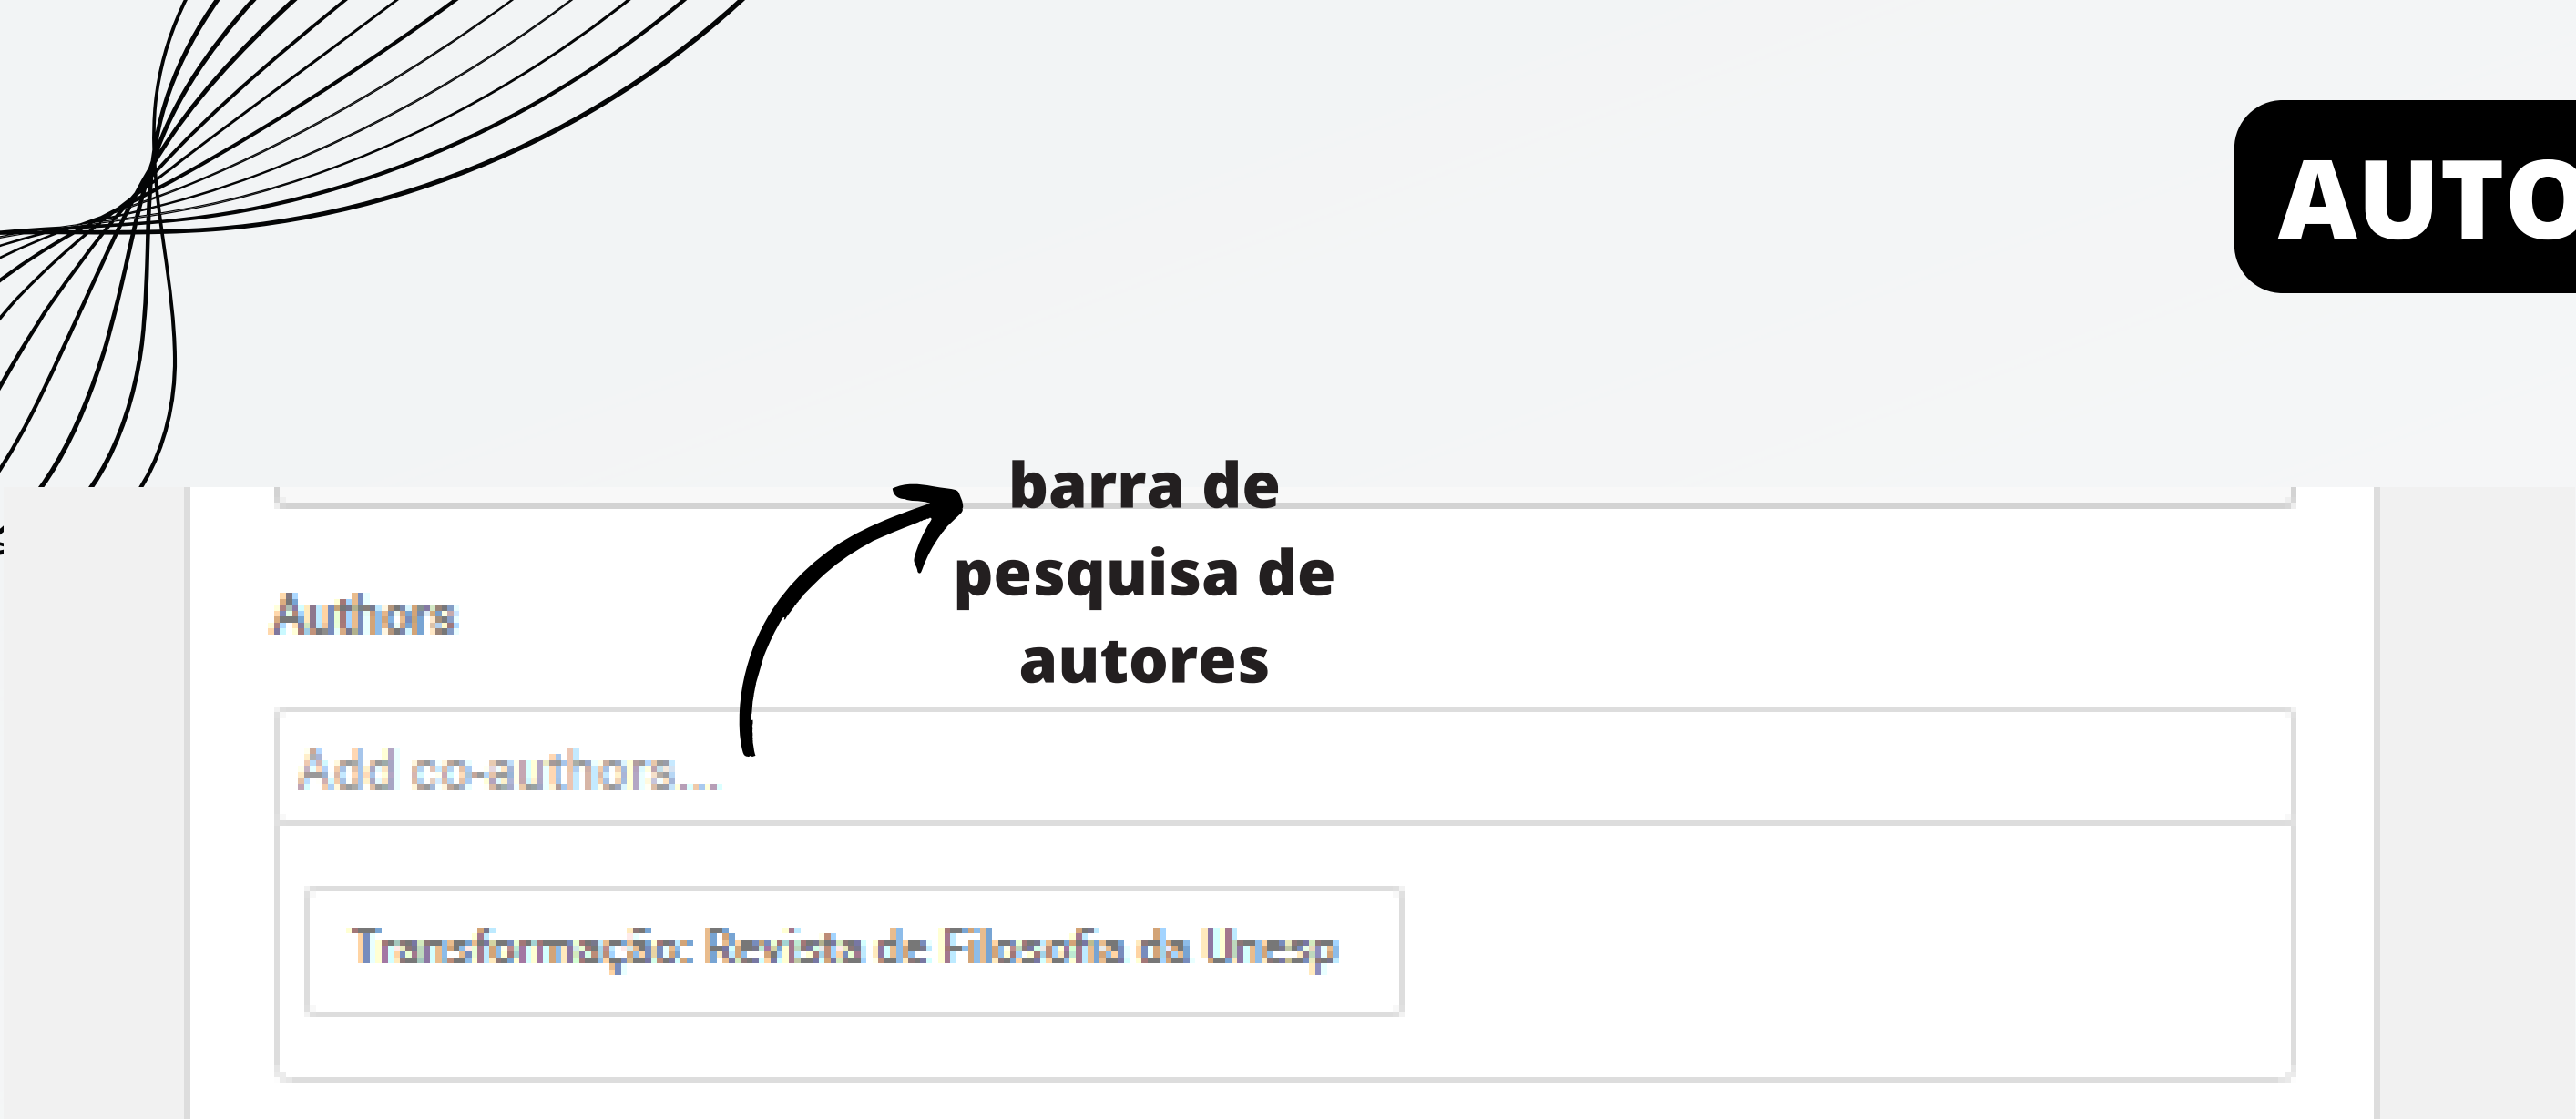 AUTO
barra de
pesquisa de
autores
Authors
Add co-authors...
Transformação: Revista de Filosofia da Unesp